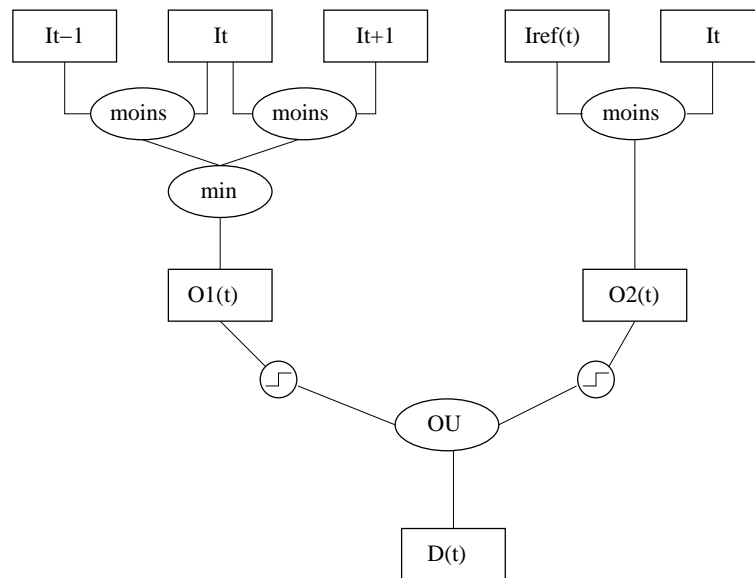 It−1
It
It+1
Iref(t)
It
moins
moins
moins
min
O1(t)
O2(t)
OU
D(t)